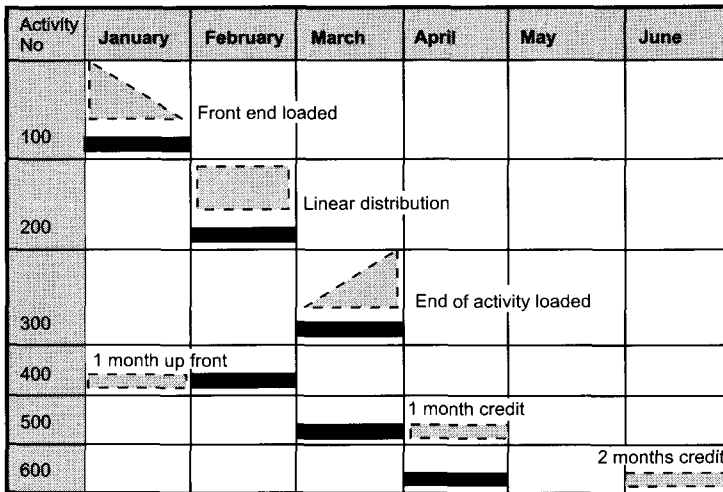 Activity No January February March April May June
100 Front end loaded
200 Linear distribution
300 End of activity loaded
400 1 month up front
500 1 month credit
600 2 months credit